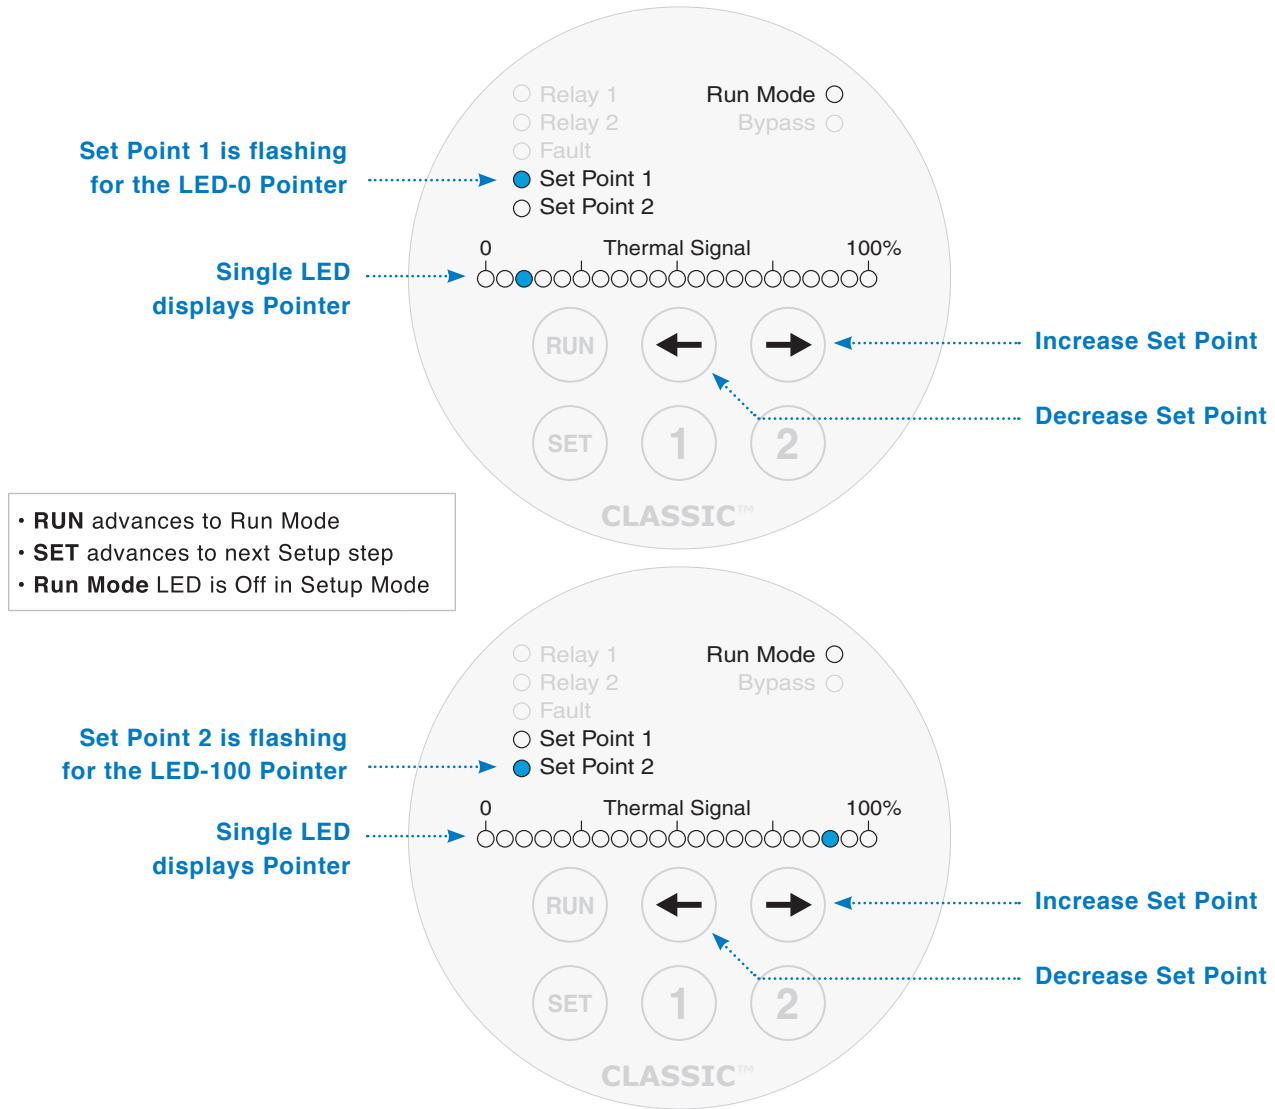 Relay 1
Run Mode
Relay 2
Bypass
Fault
Set Point 1 is flashing
for the LED-0 Pointer
Set Point 1
Set Point 2
0 Thermal Signal 100%
Single LED
displays Pointer
RUN
Increase Set Point
Decrease Set Point
SET
1
2
CLASSIC™
• RUN advances to Run Mode
• SET advances to next Setup step
• Run Mode LED is Off in Setup Mode
Relay 1
Run Mode
Relay 2
Bypass
Fault
Set Point 2 is flashing
for the LED-100 Pointer
Set Point 1
Set Point 2
0 Thermal Signal 100%
Single LED
displays Pointer
RUN
Increase Set Point
Decrease Set Point
SET
1
2
CLASSIC™